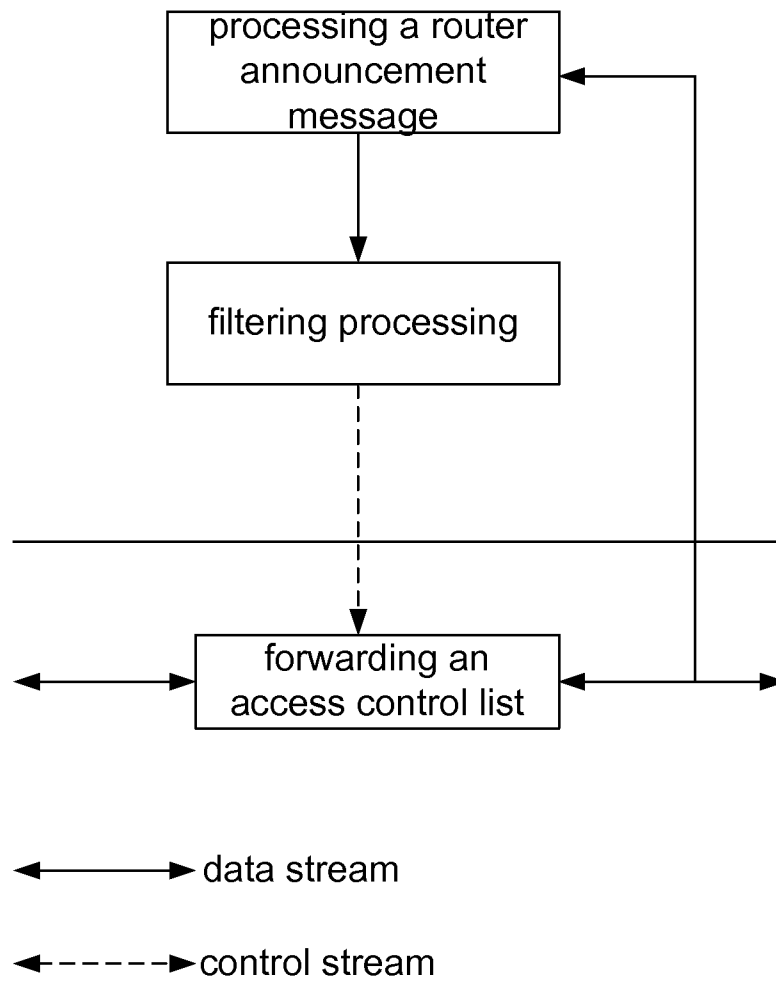 processing a router
announcement
message
filtering processing
forwarding an
access control list
data stream
control stream